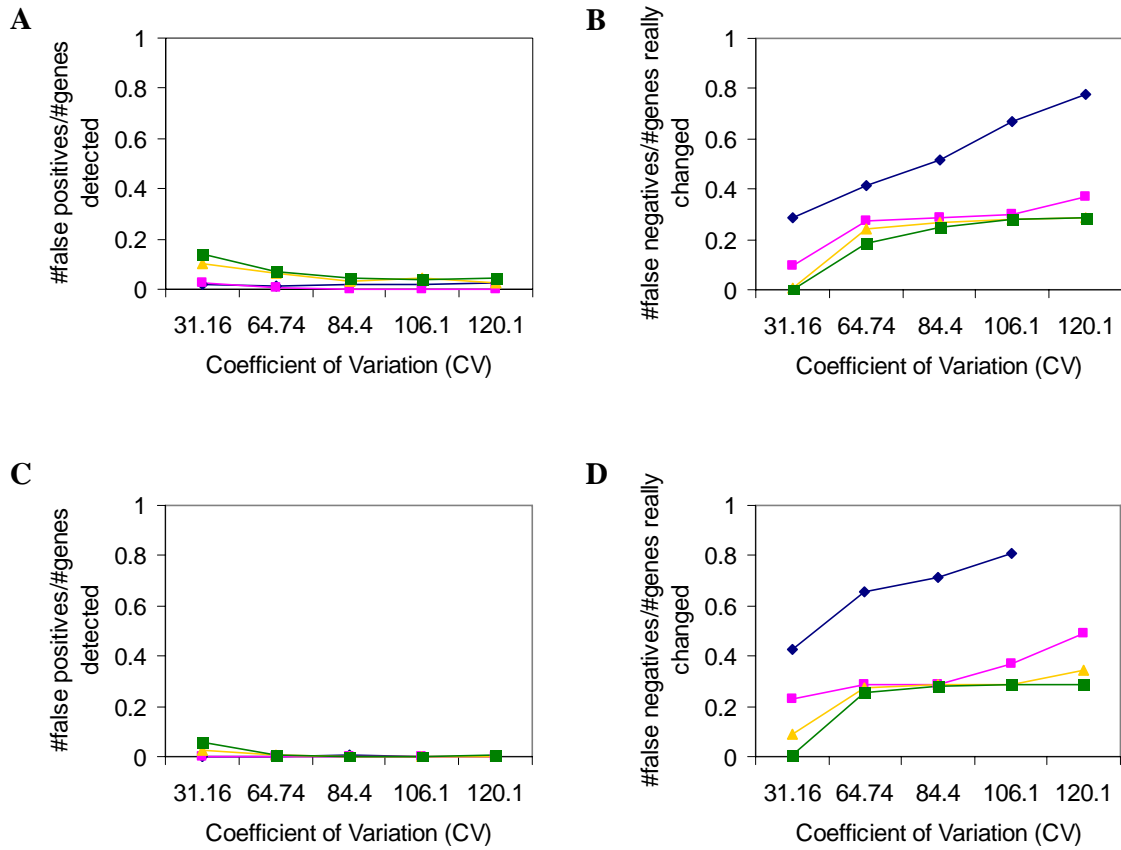 A
#false positives/#genes
detected
1
0.8
0.6
0.4
0.2
0
31.16 64.74 84.4 106.1 120.1
Coefficient of Variation (CV)
B
#false negatives/#genes really
changed
1
0.8
0.6
0.4
0.2
0
31.16 64.74 84.4 106.1 120.1
Coefficient of Variation (CV)
C
#false positives/#genes
detected
1
0.8
0.6
0.4
0.2
0
31.16 64.74 84.4 106.1 120.1
Coefficient of Variation (CV)
D
#false negatives/#genes really
changed
1
0.8
0.6
0.4
0.2
0
31.16 64.74 84.4 106.1 120.1
Coefficient of Variation (CV)